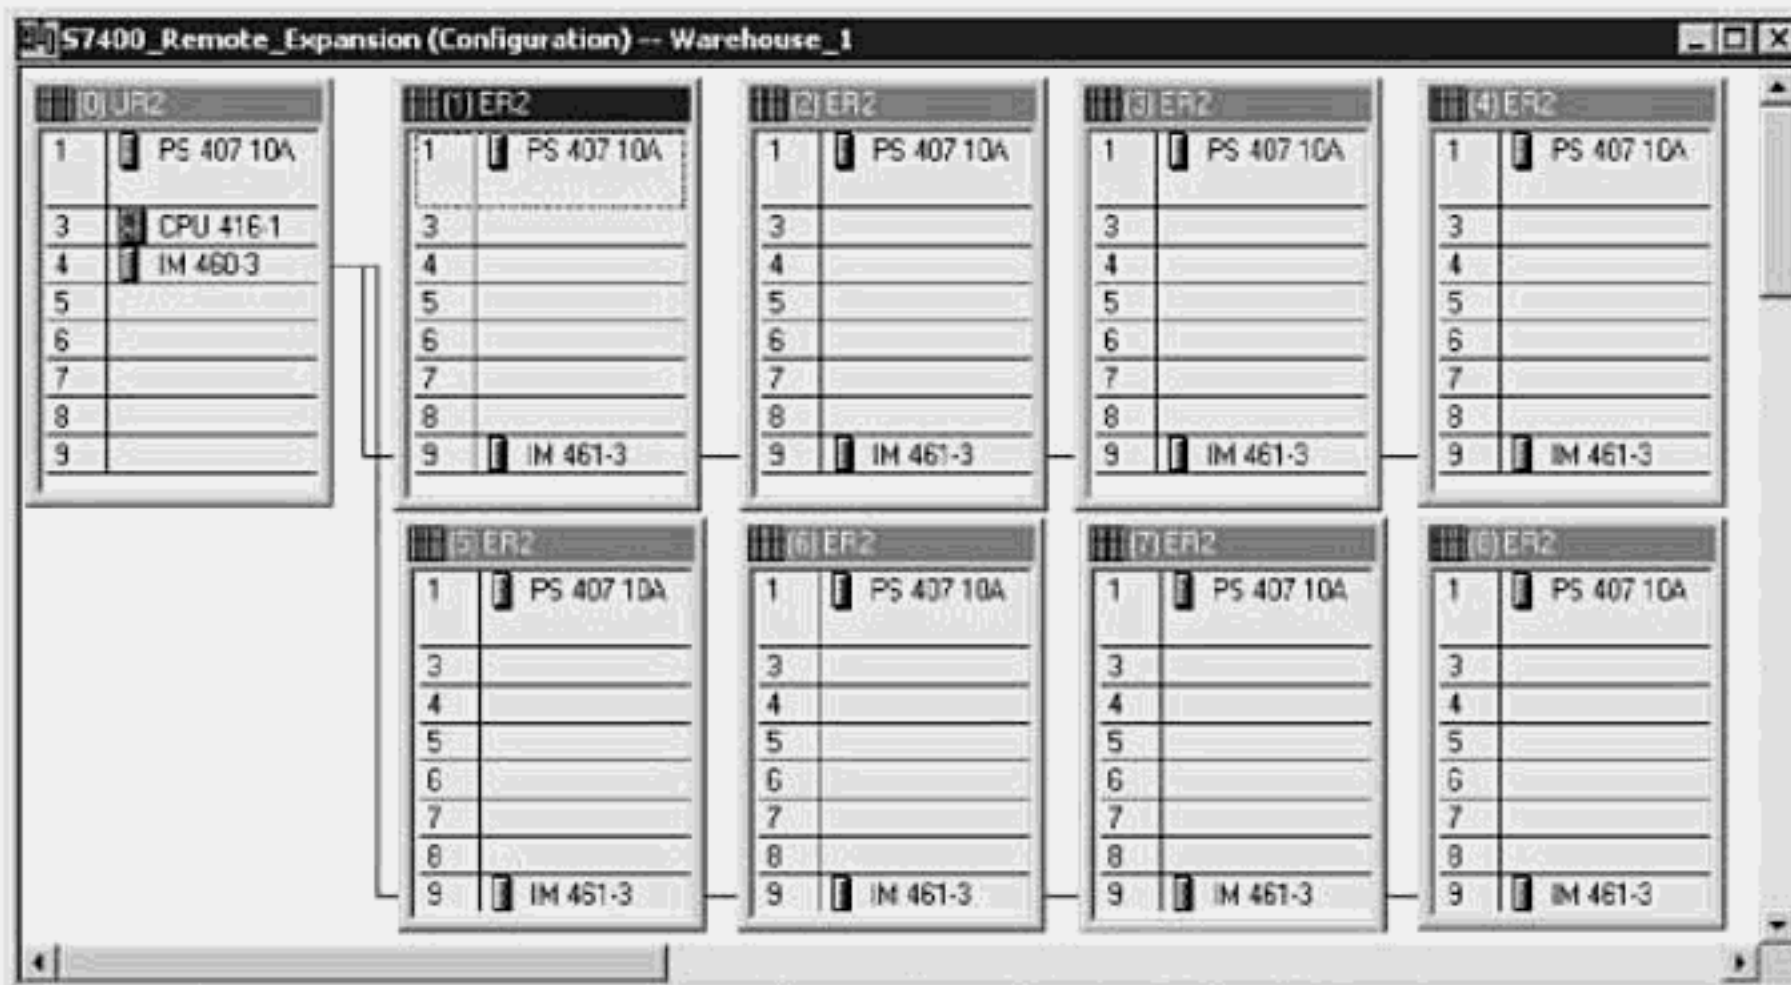 S7400_Remote_Expansion (Configuration) -- Warehouse_1
(0) UR2
1 PS 407 10A
3 CPU 416-1
4 IM 460-3
5
6
7
8
9
(1) ER2
1 PS 407 10A
3
4
5
6
7
8
9 IM 461-3
(2) ER2
1 PS 407 10A
3
4
5
6
7
8
9 IM 461-3
(3) ER2
1 PS 407 10A
3
4
5
6
7
8
9 IM 461-3
(4) ER2
1 PS 407 10A
3
4
5
6
7
8
9 IM 461-3
(5) ER2
1 PS 407 10A
3
4
5
6
7
8
9 IM 461-3
(6) ER2
1 PS 407 10A
3
4
5
6
7
8
9 IM 461-3
(7) ER2
1 PS 407 10A
3
4
5
6
7
8
9 IM 461-3
(8) ER2
1 PS 407 10A
3
4
5
6
7
8
9 IM 461-3